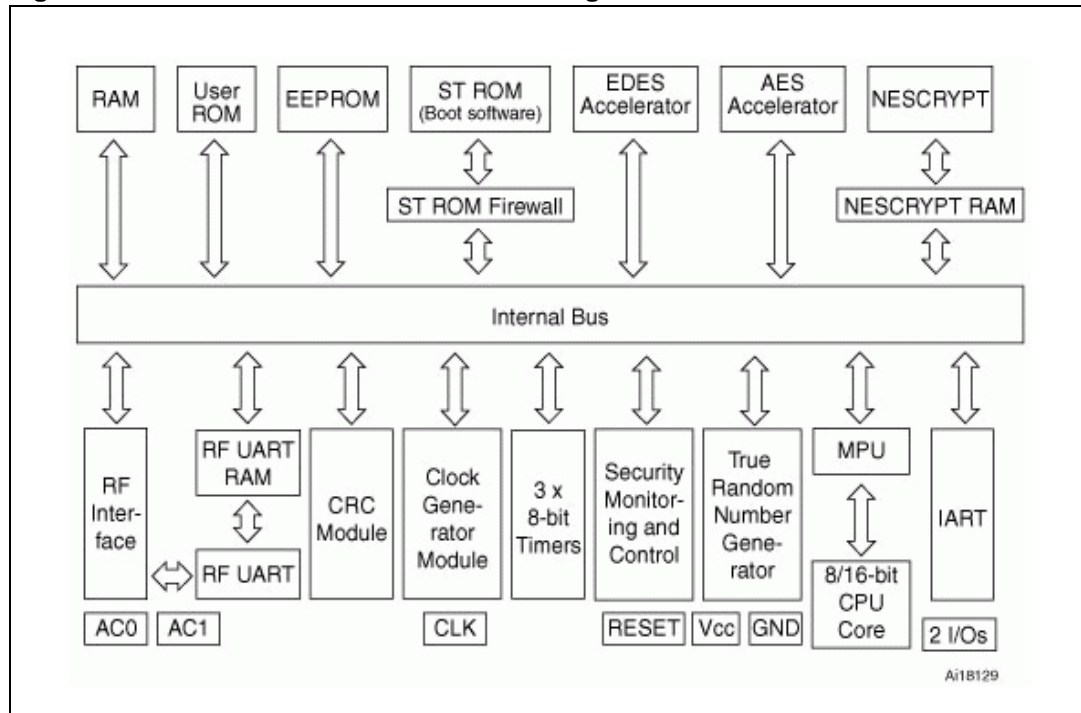 RAM
User
ROM
EEPROM
ST ROM
(Boot software)
EDES
Accelerator
AES
Accelerator
NESCRYPT
ST ROM Firewall
NESCRYPT RAM
Internal Bus
RF
Inter-
face
RF UART
RAM
RF UART
CRC
Module
Clock
Gene-
rator
Module
3 x
8-bit
Timers
Security
Monitor-
ing and
Control
True
Random
Number
Gene-
rator
MPU
8/16-bit
CPU
Core
IART
AC0
AC1
CLK
RESET
Vcc
GND
2 I/Os
Ai18129